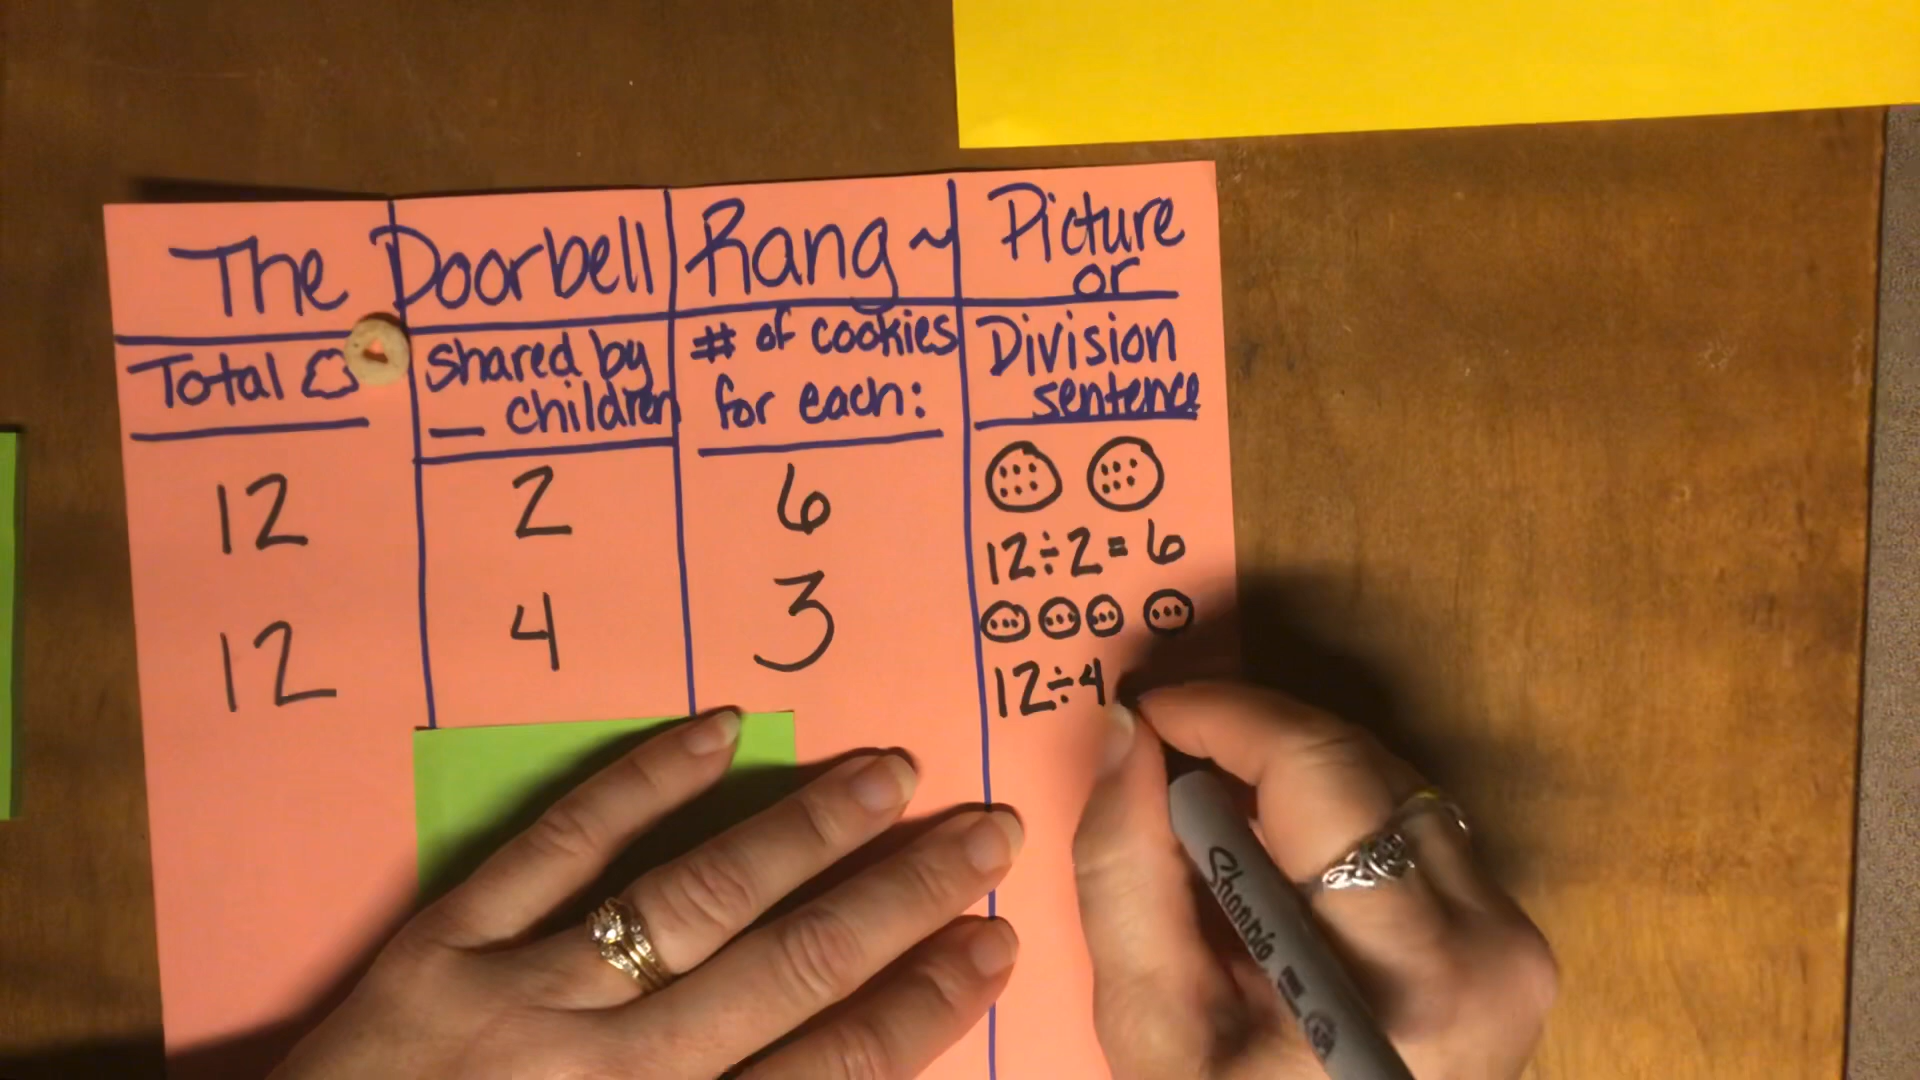 The Doorbell Rang ~
Picture
or
Division
sentence
Total
shared by
_ children
# of cookies
for each:
12 2 6
12÷2=6
12 4 3
12÷4
Sharpie